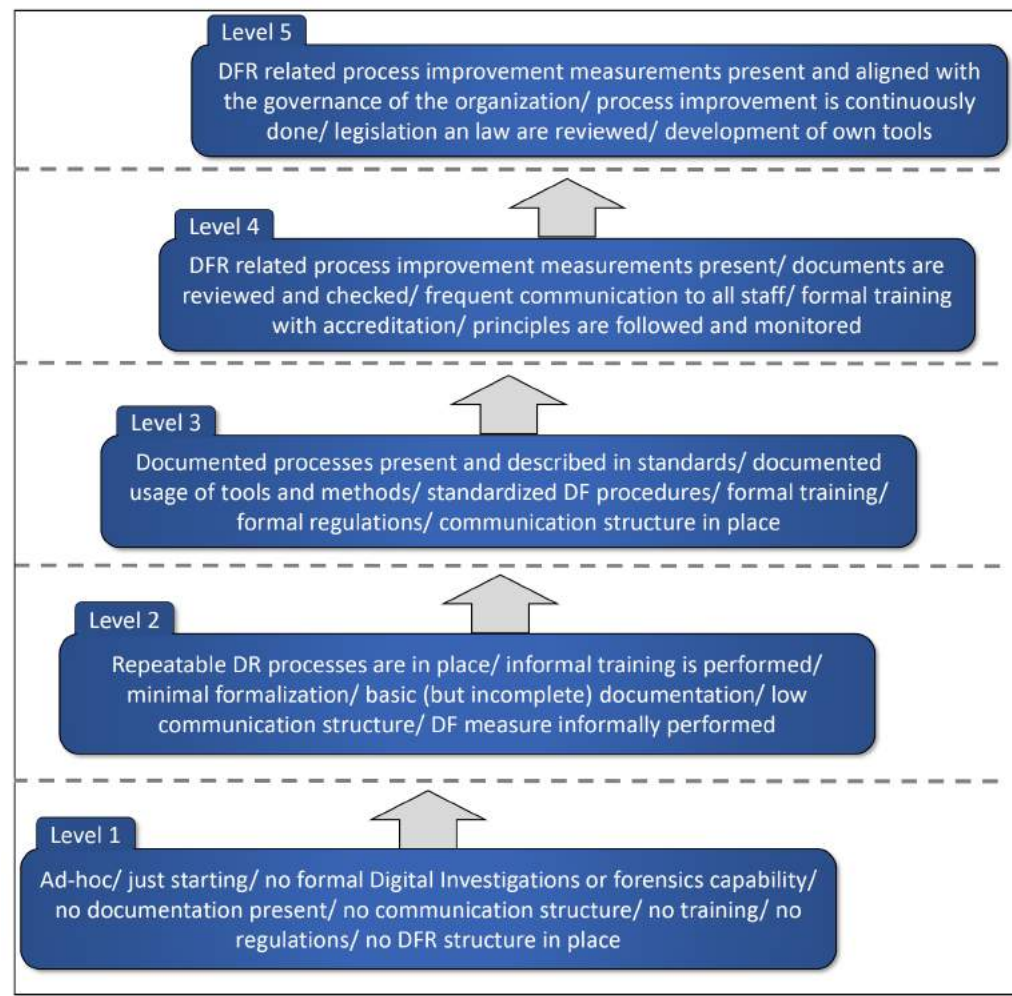 Level 5
DFR related process improvement measurements present and aligned with
the governance of the organization/ process improvement is continuously
done/ legislation an law are reviewed/ development of own tools
Level 4
DFR related process improvement measurements present/ documents are
reviewed and checked/ frequent communication to all staff/ formal training
with accreditation/ principles are followed and monitored
Level 3
Documented processes present and described in standards/ documented
usage of tools and methods/ standardized DF procedures/ formal training/
formal regulations/ communication structure in place
Level 2
Repeatable DR processes are in place/ informal training is performed/
minimal formalization/ basic (but incomplete) documentation/ low
communication structure/ DF measure informally performed
Level 1
Ad-hoc/ just starting/ no formal Digital Investigations or forensics capability/
no documentation present/ no communication structure/ no training/ no
regulations/ no DFR structure in place